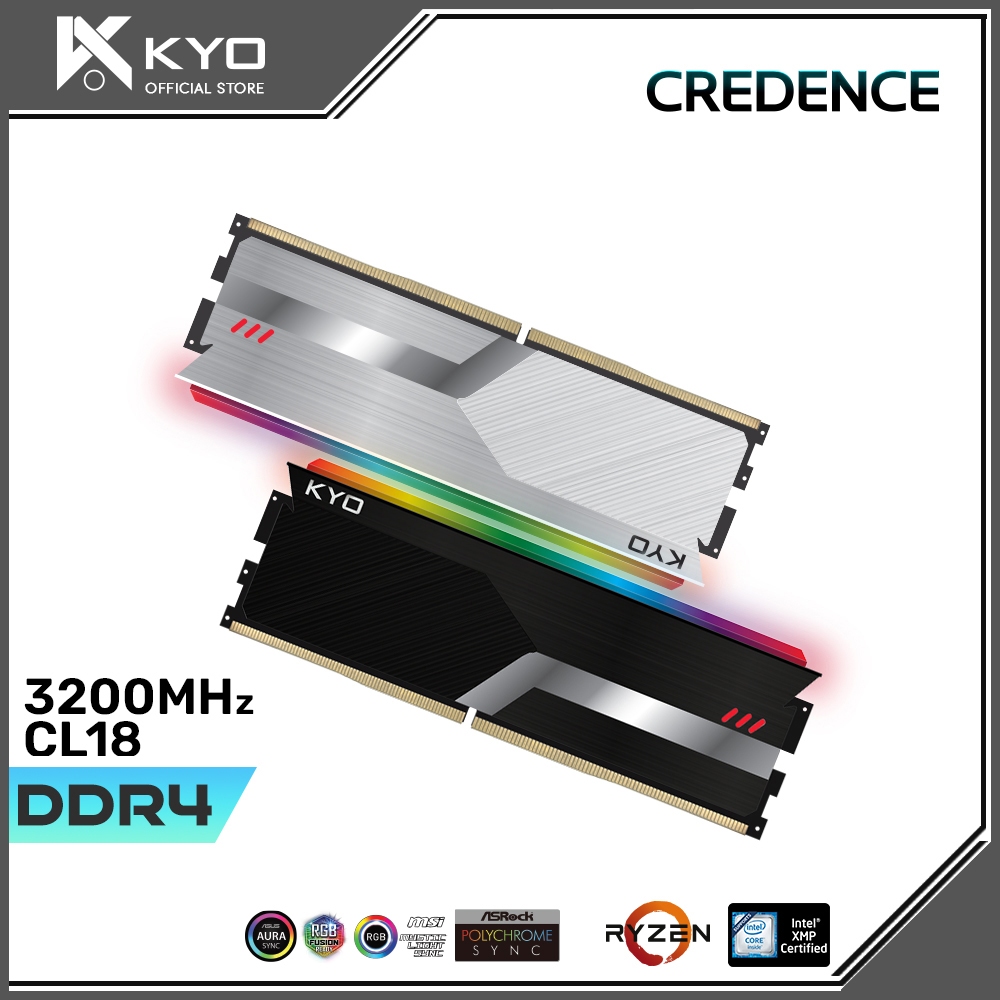 KYO
OFFICIAL STORE
CREDENCE
KYO
KYO
3200MHz
CL18
DDR4
ASUS
AURA
SYNC
RGB
FUSION
RGB
msi
MYSTIC
LIGHT
SYNC
ASRock
POLYCHROME
SYNC
RYZEN
intel
CORE
inside
Intel®
XMP
Certified